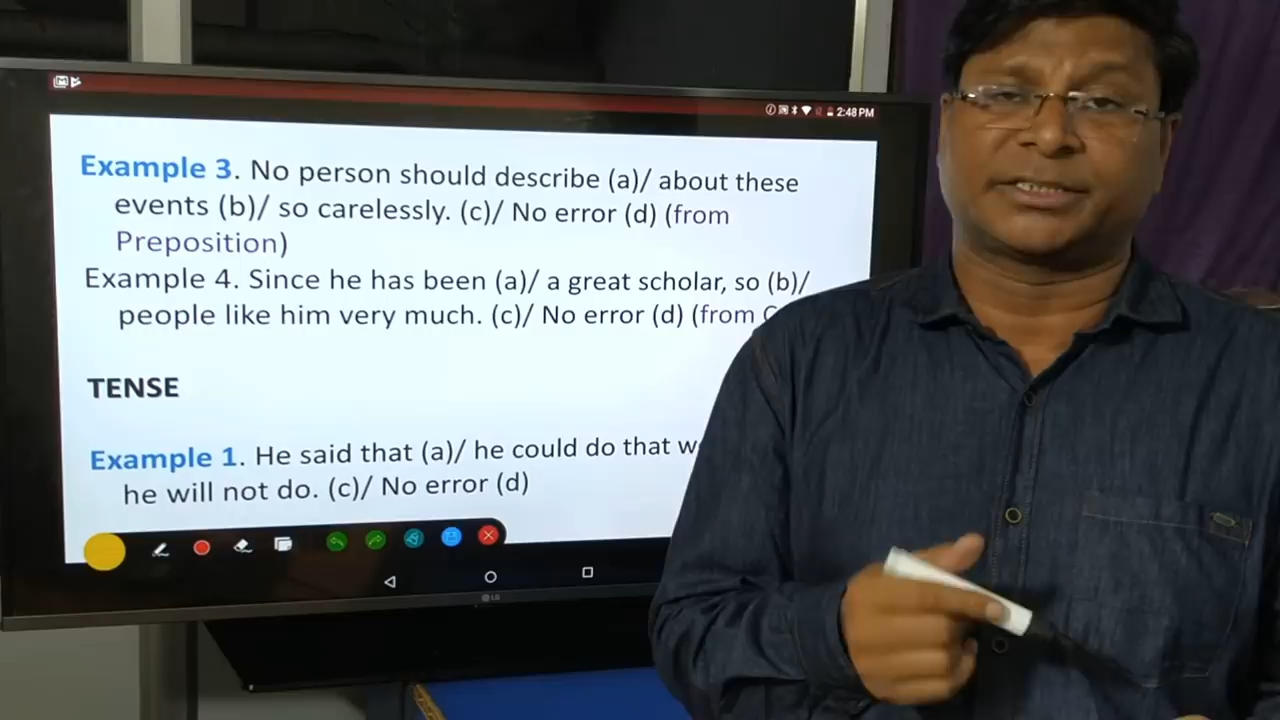 2:48 PM
Example 3. No person should describe (a)/ about these
events (b)/ so carelessly. (c)/ No error (d) (from
Preposition)
Example 4. Since he has been (a)/ a great scholar, so (b)/
people like him very much. (c)/ No error (d) (from
TENSE
Example 1. He said that (a)/ he could do that
he will not do. (c)/ No error (d)
LG